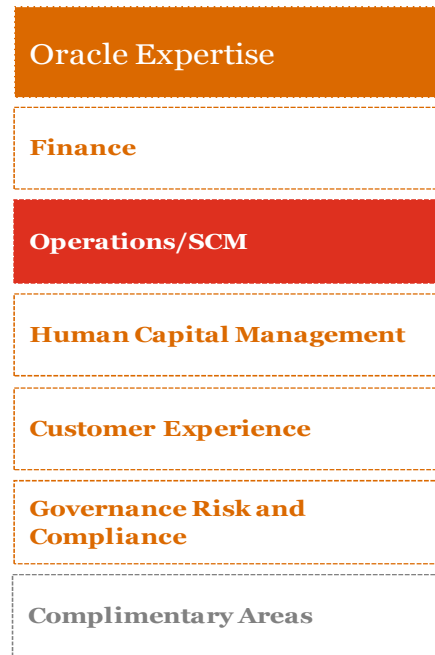 Oracle Expertise
Finance
Operations/SCM
Human Capital Management
Customer Experience
Governance Risk and
Compliance
Complimentary Areas